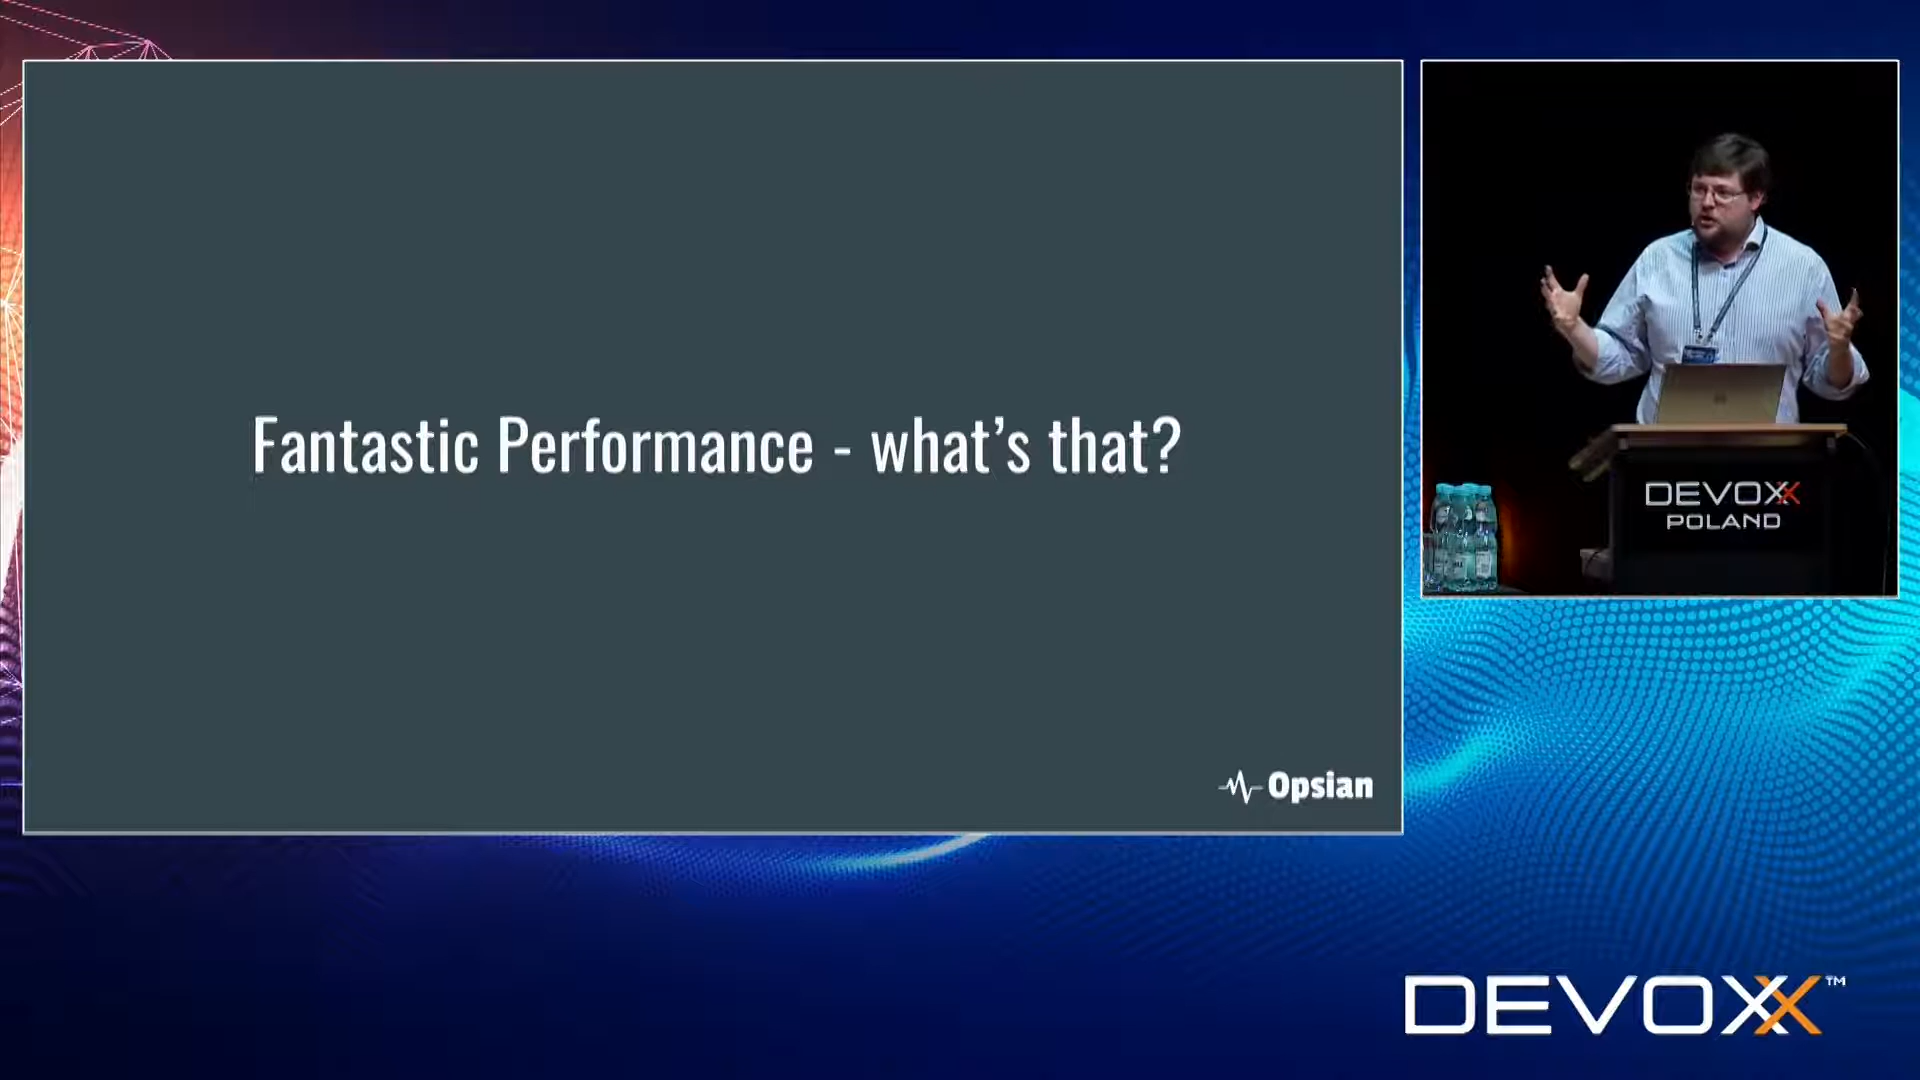 Fantastic Performance - what's that?
Opsian
DEVOXX
POLAND
DEVOXX™